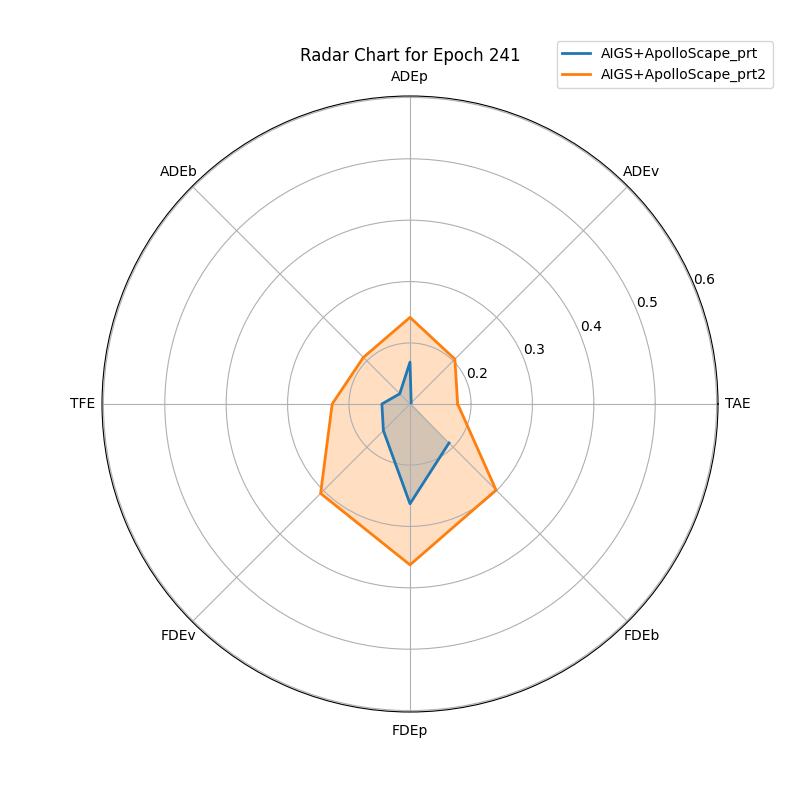 Radar Chart for Epoch 241
AIGS+ApolloScape_prt
AIGS+ApolloScape_prt2
ADEp
ADEb
ADEv
0.6
0.5
0.4
0.3
0.2
TFE
TAE
FDEv
FDEb
FDEp